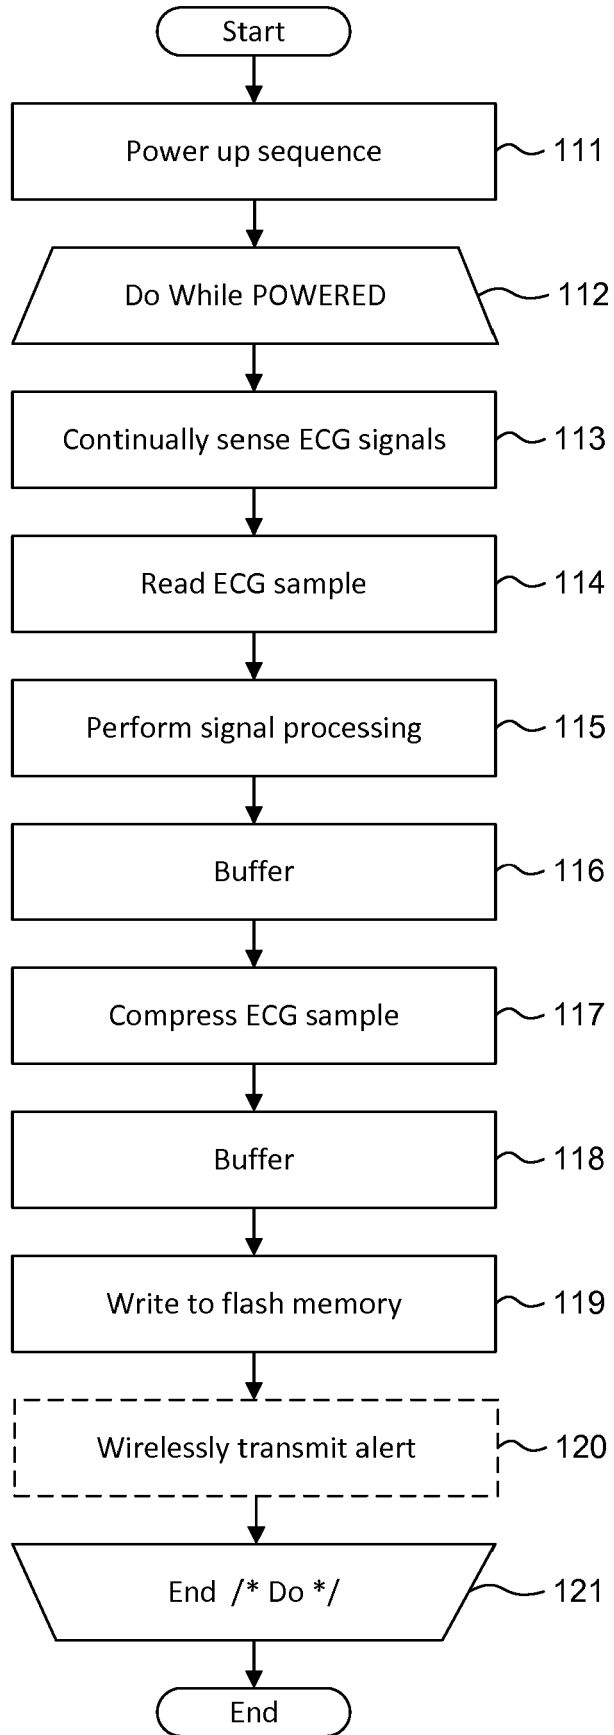 Start
Power up sequence 111
Do While POWERED 112
Continually sense ECG signals 113
Read ECG sample 114
Perform signal processing 115
Buffer 116
Compress ECG sample 117
Buffer 118
Write to flash memory 119
Wirelessly transmit alert 120
End /* Do */ 121
End